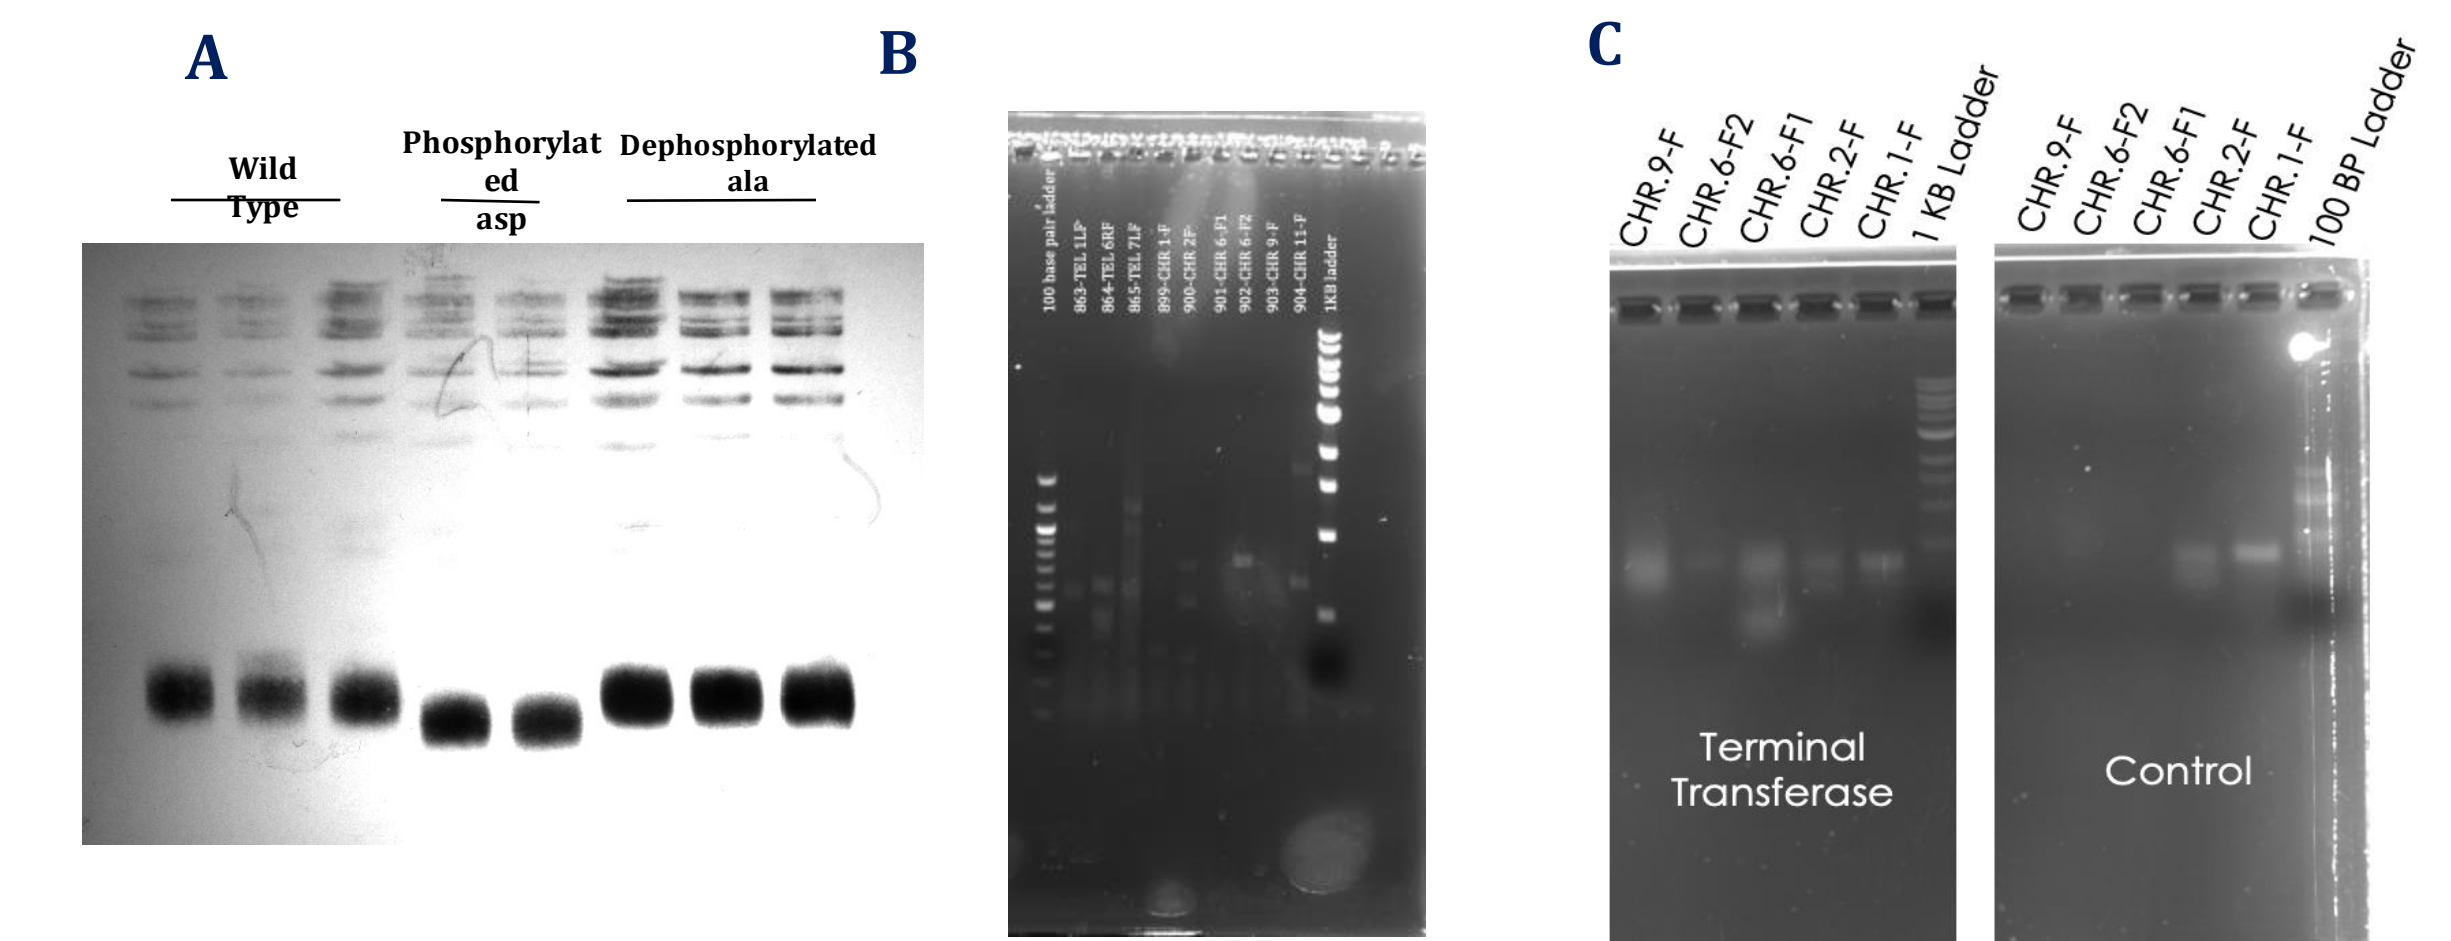 A
B
C
Wild
Type
Phosphorylat
ed
asp
Dephosphorylated
ala
100 base pair ladder
863-TEL 1LF
864-TEL 6RF
865-TEL 7LF
899-CHR 1-F
900-CHR 2F
901-CHR 6-F1
902-CHR 6-F2
903-CHR 9-F
904-CHR 11-F
1KB ladder
CHR.9-F
CHR.6-F2
CHR.6-F1
CHR.2-F
CHR.1-F
1 KB Ladder
CHR.9-F
CHR.6-F2
CHR.6-F1
CHR.2-F
CHR.1-F
100 BP Ladder
Terminal
Transferase
Control